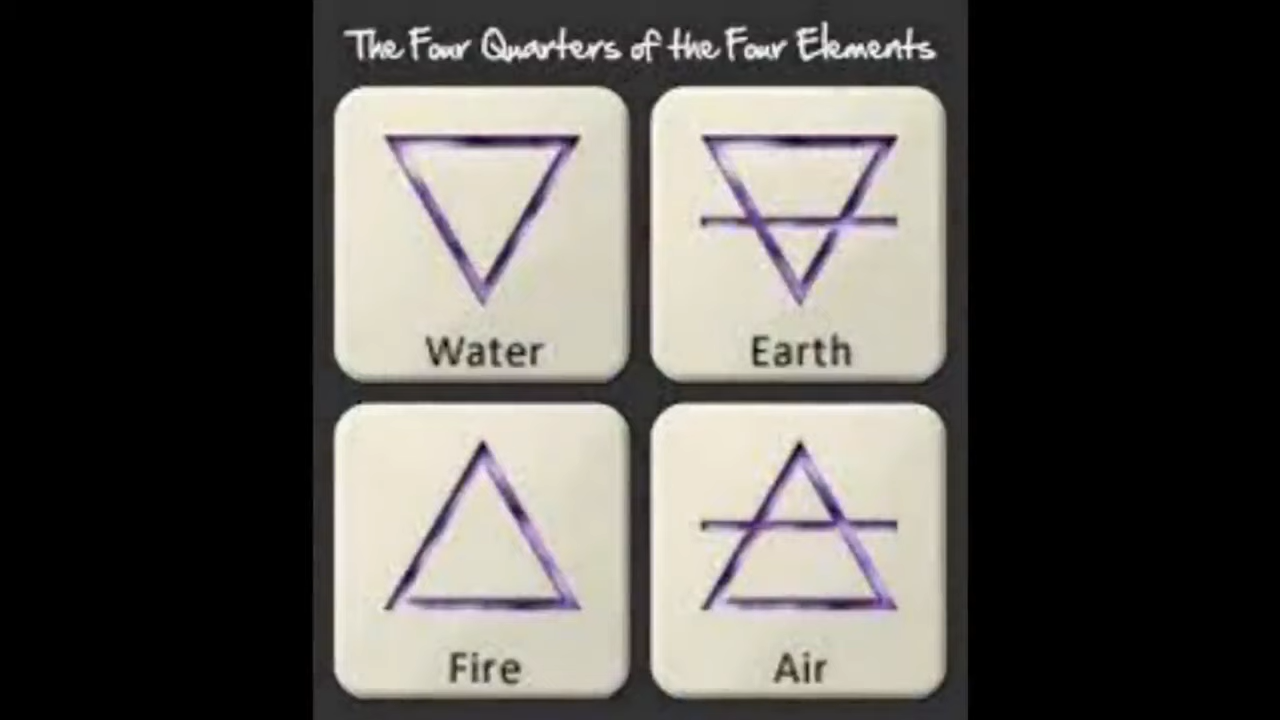 The Four Quarters of the Four Elements
Water
Earth
Fire
Air